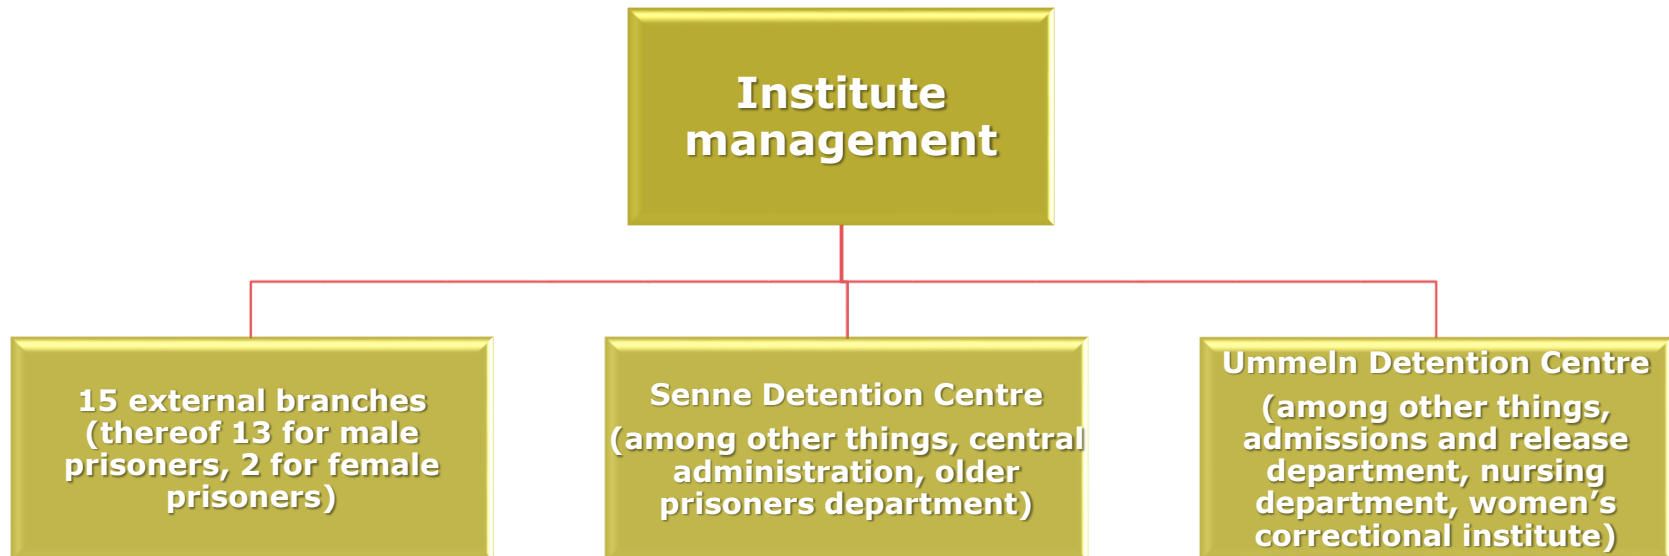 Institute
management
15 external branches
(thereof 13 for male
prisoners, 2 for female
prisoners)
Senne Detention Centre
(among other things, central
administration, older
prisoners department)
Ummeln Detention Centre
(among other things,
admissions and release
department, nursing
department, women’s
correctional institute)